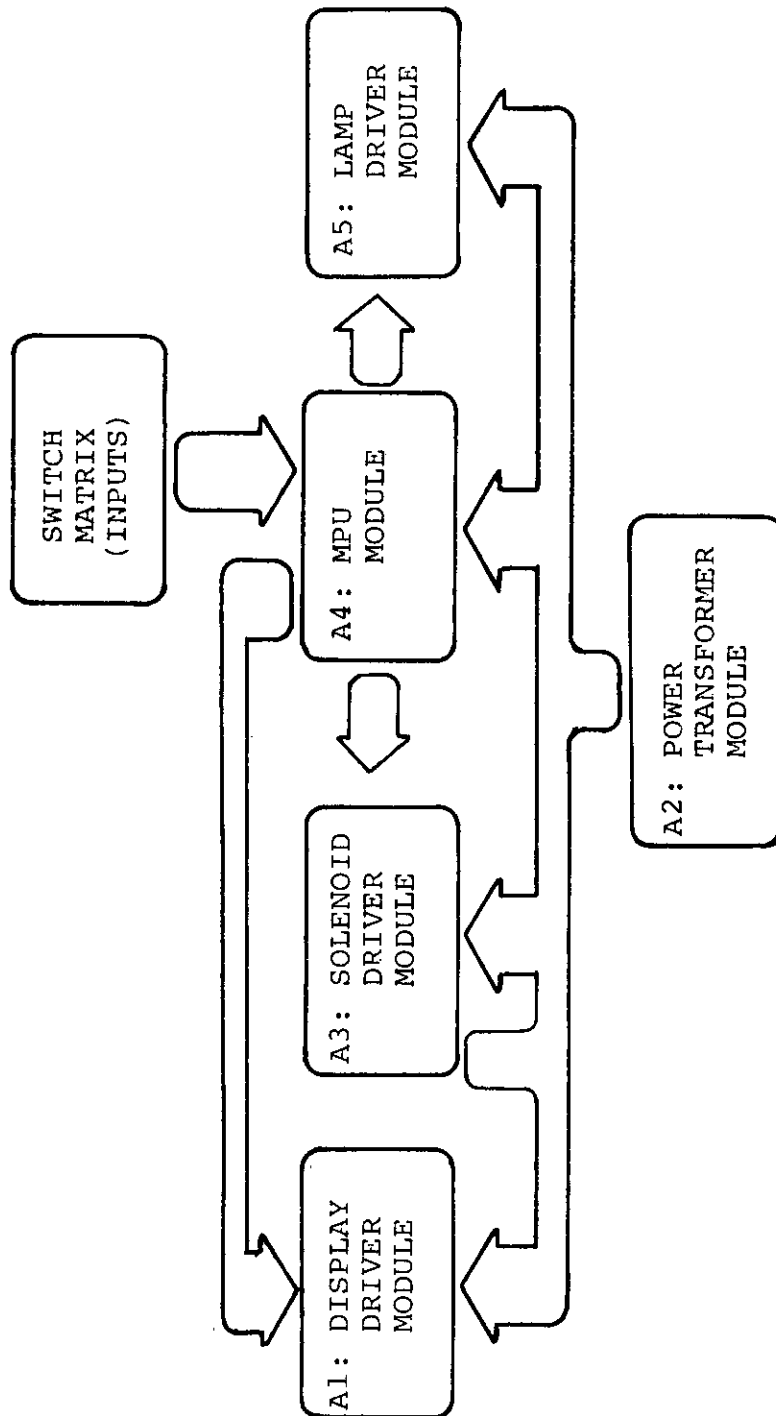 SWITCH
MATRIX
(INPUTS)
A1: DISPLAY
DRIVER
MODULE
A3: SOLENOID
DRIVER
MODULE
A4: MPU
MODULE
A5: LAMP
DRIVER
MODULE
A2: POWER
TRANSFORMER
MODULE